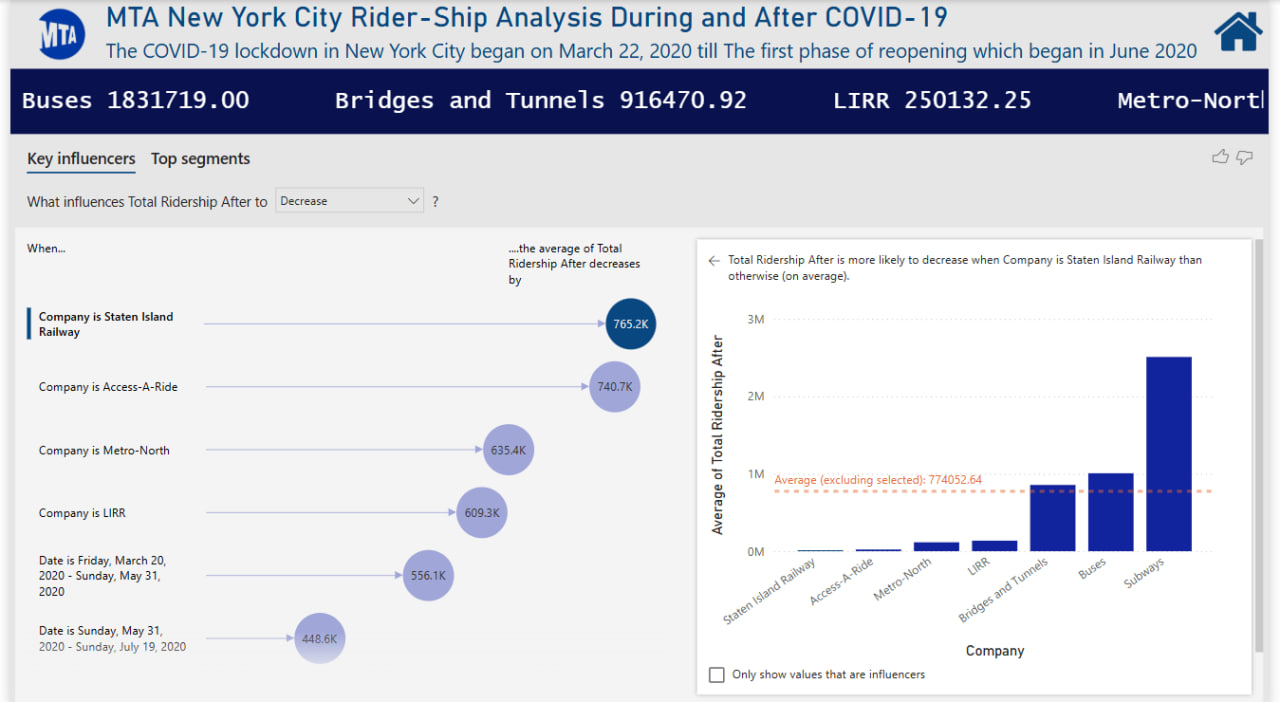 MTA
MTA New York City Rider-Ship Analysis During and After COVID-19
The COVID-19 lockdown in New York City began on March 22, 2020 till The first phase of reopening which began in June 2020
Buses 1831719.00 Bridges and Tunnels 916470.92 LIRR 250132.25 Metro-Nort
Key influencers Top segments
What influences Total Ridership After to Decrease ?
When...
....the average of Total
Ridership After decreases
by
Company is Staten Island
Railway
765.2K
Company is Access-A-Ride 740.7K
Company is Metro-North 635.4K
Company is LIRR 609.3K
Date is Friday, March 20,
2020 - Sunday, May 31,
2020
556.1K
Date is Sunday, May 31,
2020 - Sunday, July 19, 2020
448.6K
Total Ridership After is more likely to decrease when Company is Staten Island Railway than
otherwise (on average).
Average of Total Ridership After
3M
2M
1M
0M
Average (excluding selected): 774052.64
Staten Island Railway
Access-A-Ride
Metro-North
LIRR
Bridges and Tunnels
Buses
Subways
Company
Only show values that are influencers